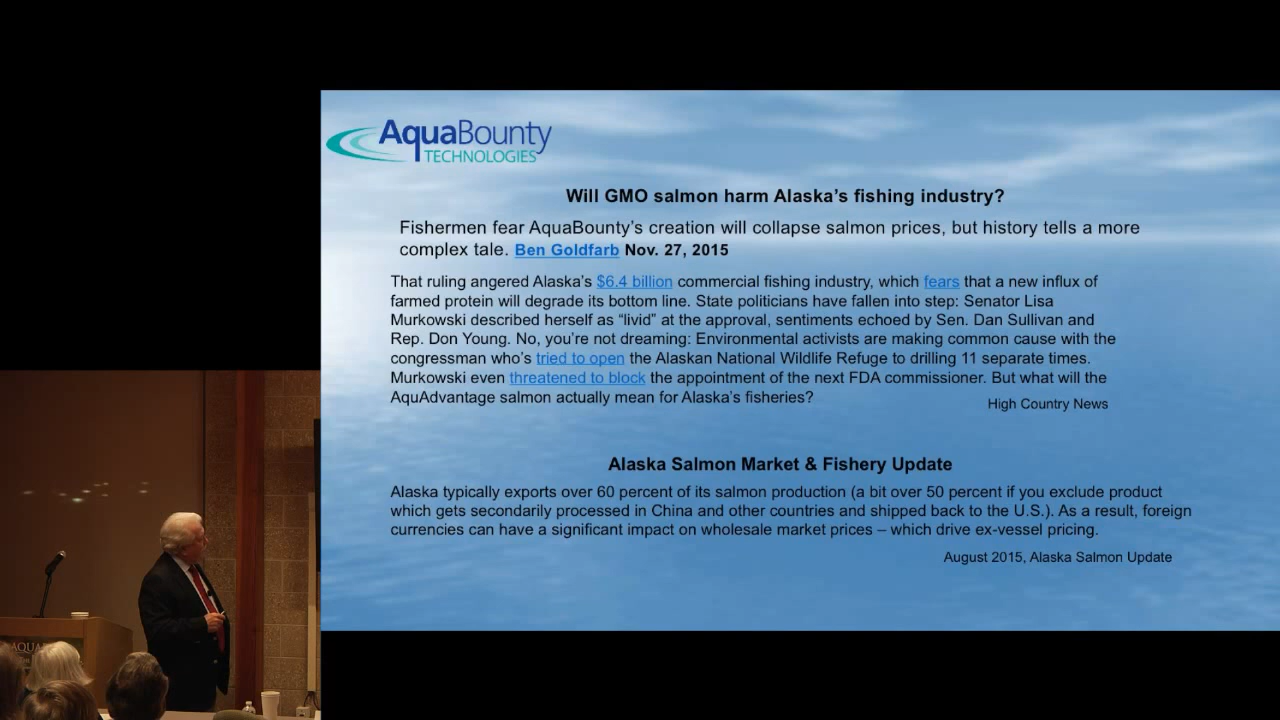 AquaBounty
TECHNOLOGIES
Will GMO salmon harm Alaska’s fishing industry?
Fishermen fear AquaBounty’s creation will collapse salmon prices, but history tells a more
complex tale. Ben Goldfarb Nov. 27, 2015
That ruling angered Alaska’s $6.4 billion commercial fishing industry, which fears that a new influx of
farmed protein will degrade its bottom line. State politicians have fallen into step: Senator Lisa
Murkowski described herself as “livid” at the approval, sentiments echoed by Sen. Dan Sullivan and
Rep. Don Young. No, you’re not dreaming: Environmental activists are making common cause with the
congressman who’s tried to open the Alaskan National Wildlife Refuge to drilling 11 separate times.
Murkowski even threatened to block the appointment of the next FDA commissioner. But what will the
AquAdvantage salmon actually mean for Alaska’s fisheries?
High Country News
Alaska Salmon Market & Fishery Update
Alaska typically exports over 60 percent of its salmon production (a bit over 50 percent if you exclude product
which gets secondarily processed in China and other countries and shipped back to the U.S.). As a result, foreign
currencies can have a significant impact on wholesale market prices – which drive ex-vessel pricing.
August 2015, Alaska Salmon Update